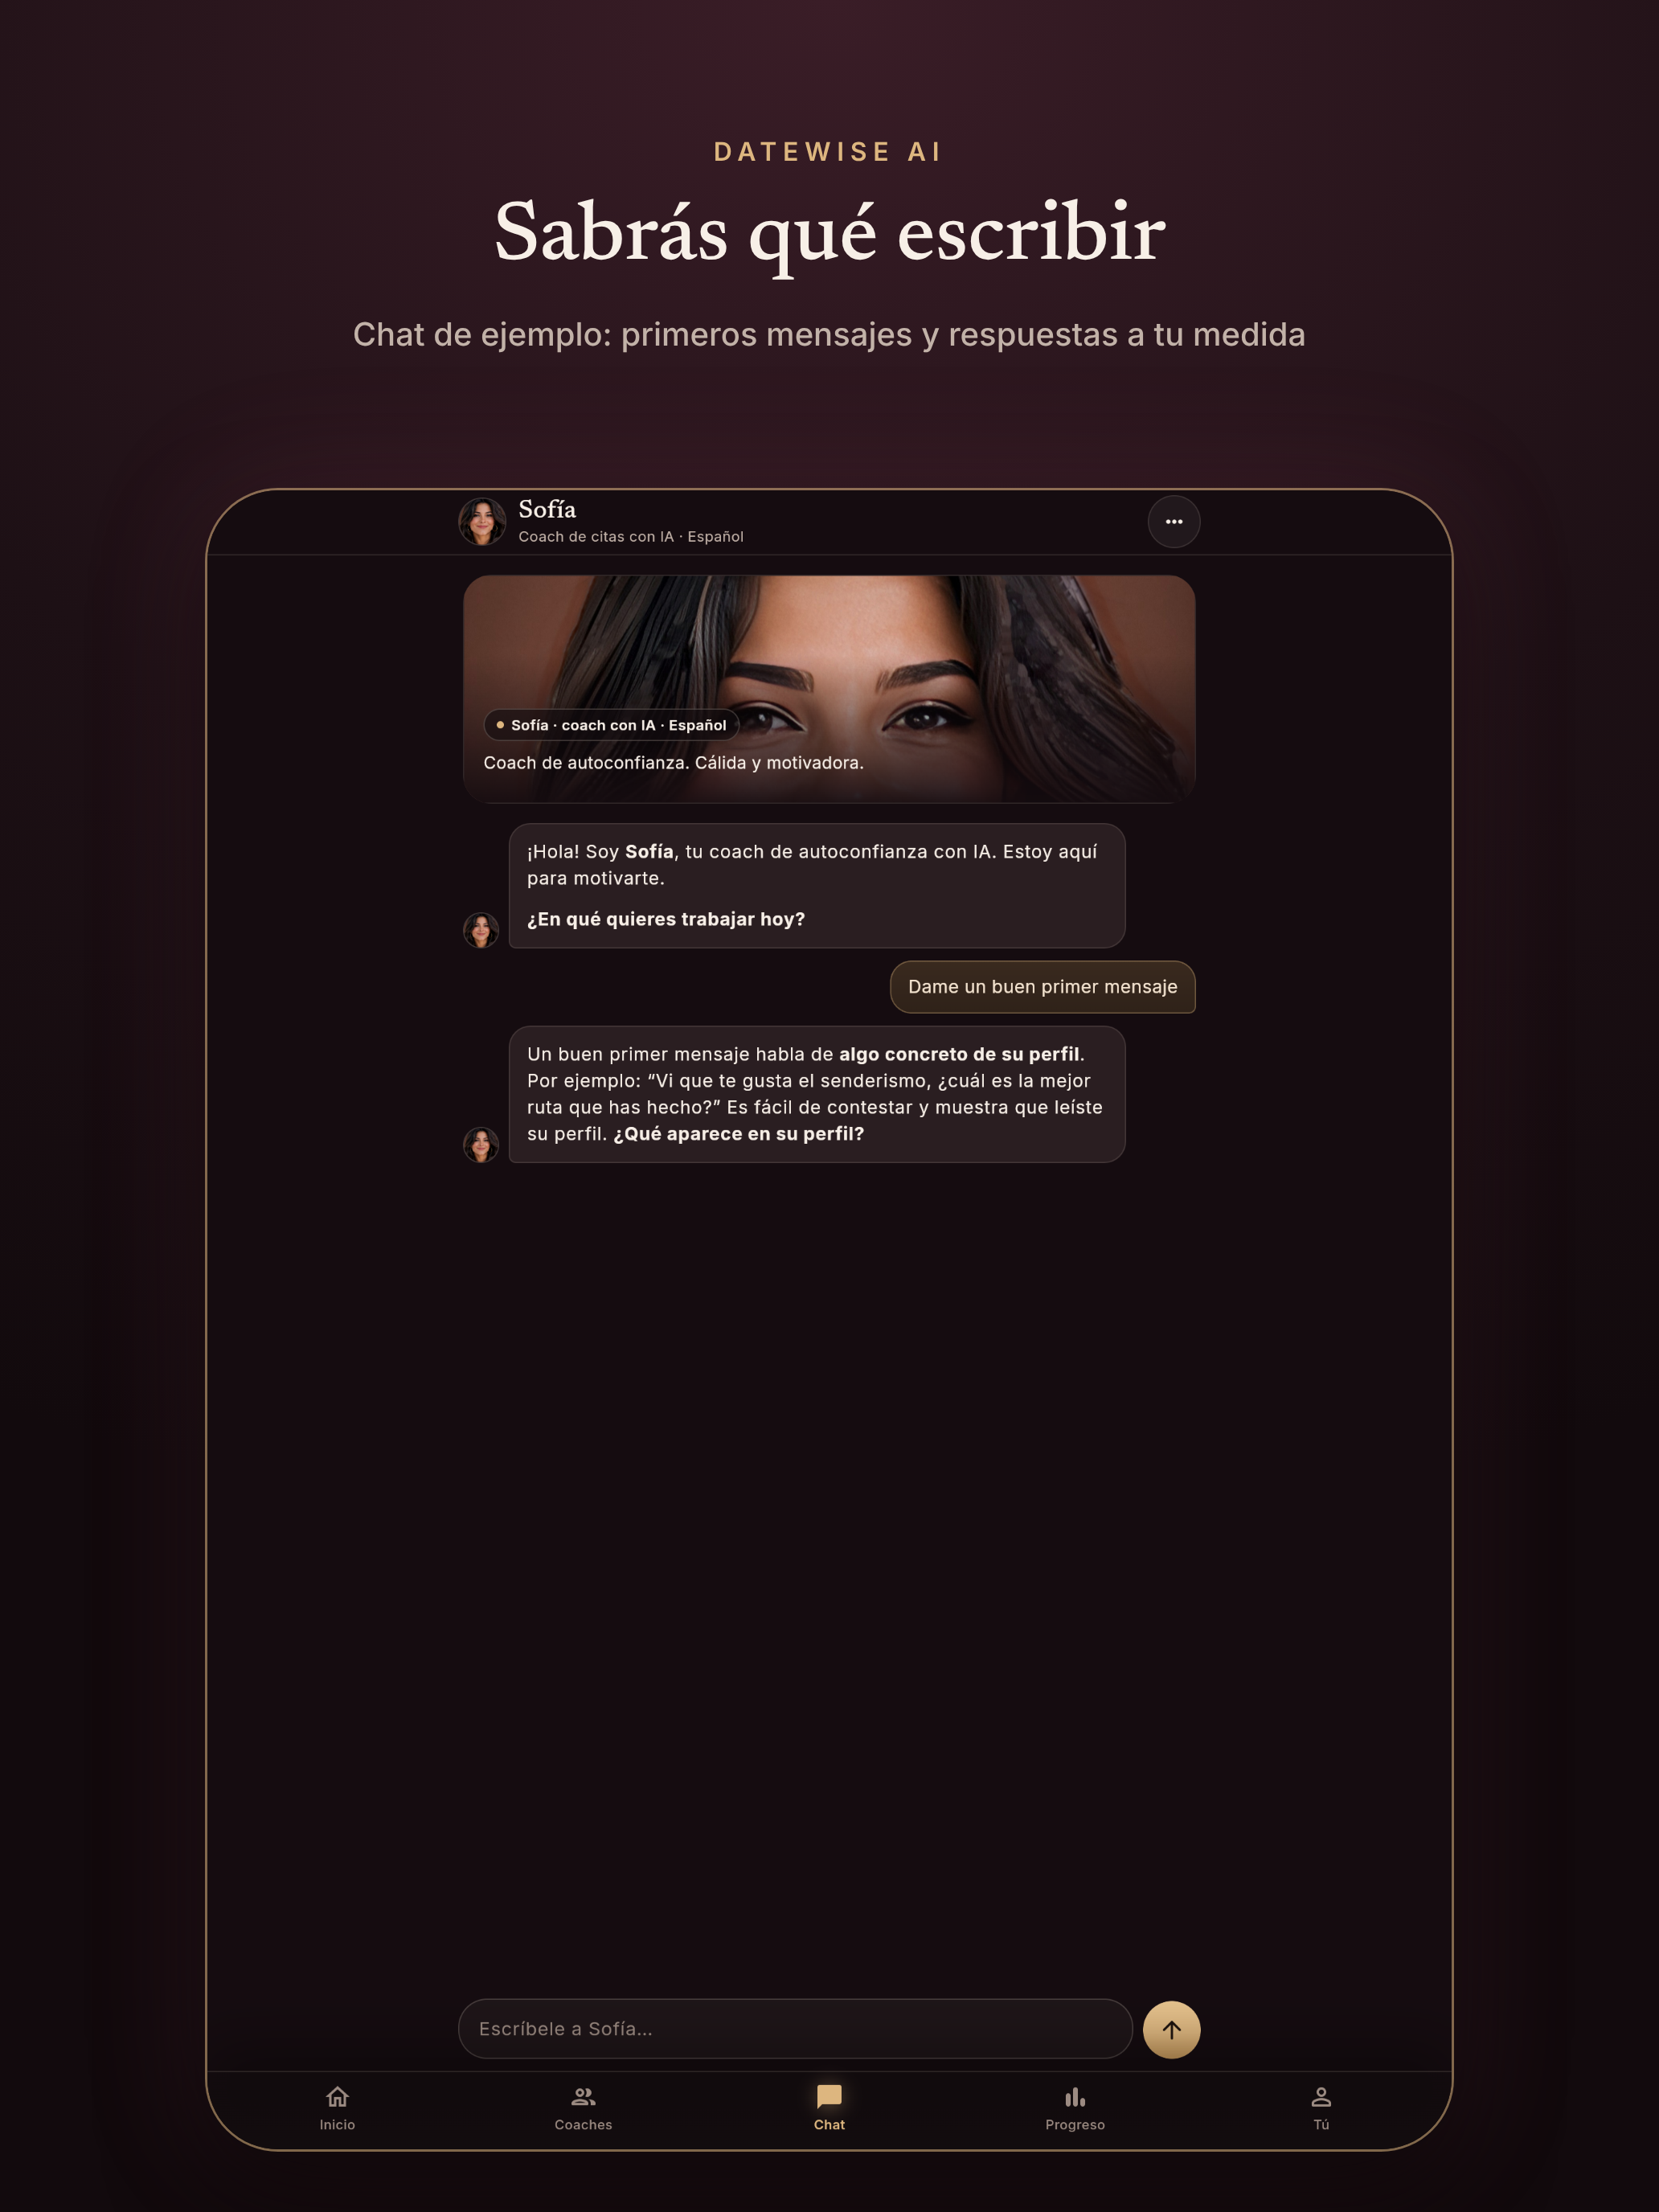 DATEWISE AI
Sabrás qué escribir
Chat de ejemplo: primeros mensajes y respuestas a tu medida
Sofía
Coach de citas con IA · Español
Sofía · coach con IA · Español
Coach de autoconfianza. Cálida y motivadora.
¡Hola! Soy Sofía, tu coach de autoconfianza con IA. Estoy aquí
para motivarte.
¿En qué quieres trabajar hoy?
Dame un buen primer mensaje
Un buen primer mensaje habla de algo concreto de su perfil.
Por ejemplo: “Vi que te gusta el senderismo, ¿cuál es la mejor
ruta que has hecho?” Es fácil de contestar y muestra que leíste
su perfil. ¿Qué aparece en su perfil?
Escríbele a Sofía...
Inicio
Coaches
Chat
Progreso
Tú